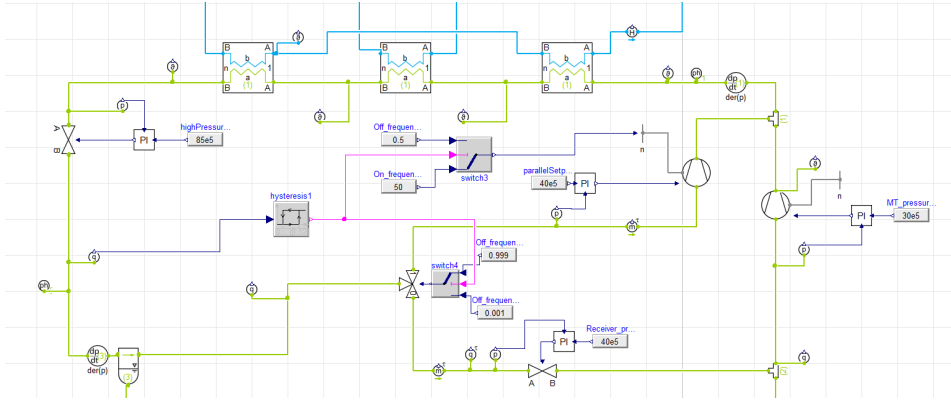 B A B A B A
b b b
n 1 n 1 n 1
a a a
(1) (1) (1)
B A B A B A
ph
dp
dt
der(p)
p
A
B
PI
highPressur...
85e5
Off_frequen...
0.5
On_frequen...
50
switch3
n
parallelSetp...
40e5
PI
p
hysteresis1
n
PI
MT_pressur...
30e5
p
q
ph
q
switch4
Off_frequen...
0.999
Off_frequen...
0.001
Receiver_pr...
40e5
PI
q
p
A B
q
dp
dt
der(p)
(3)